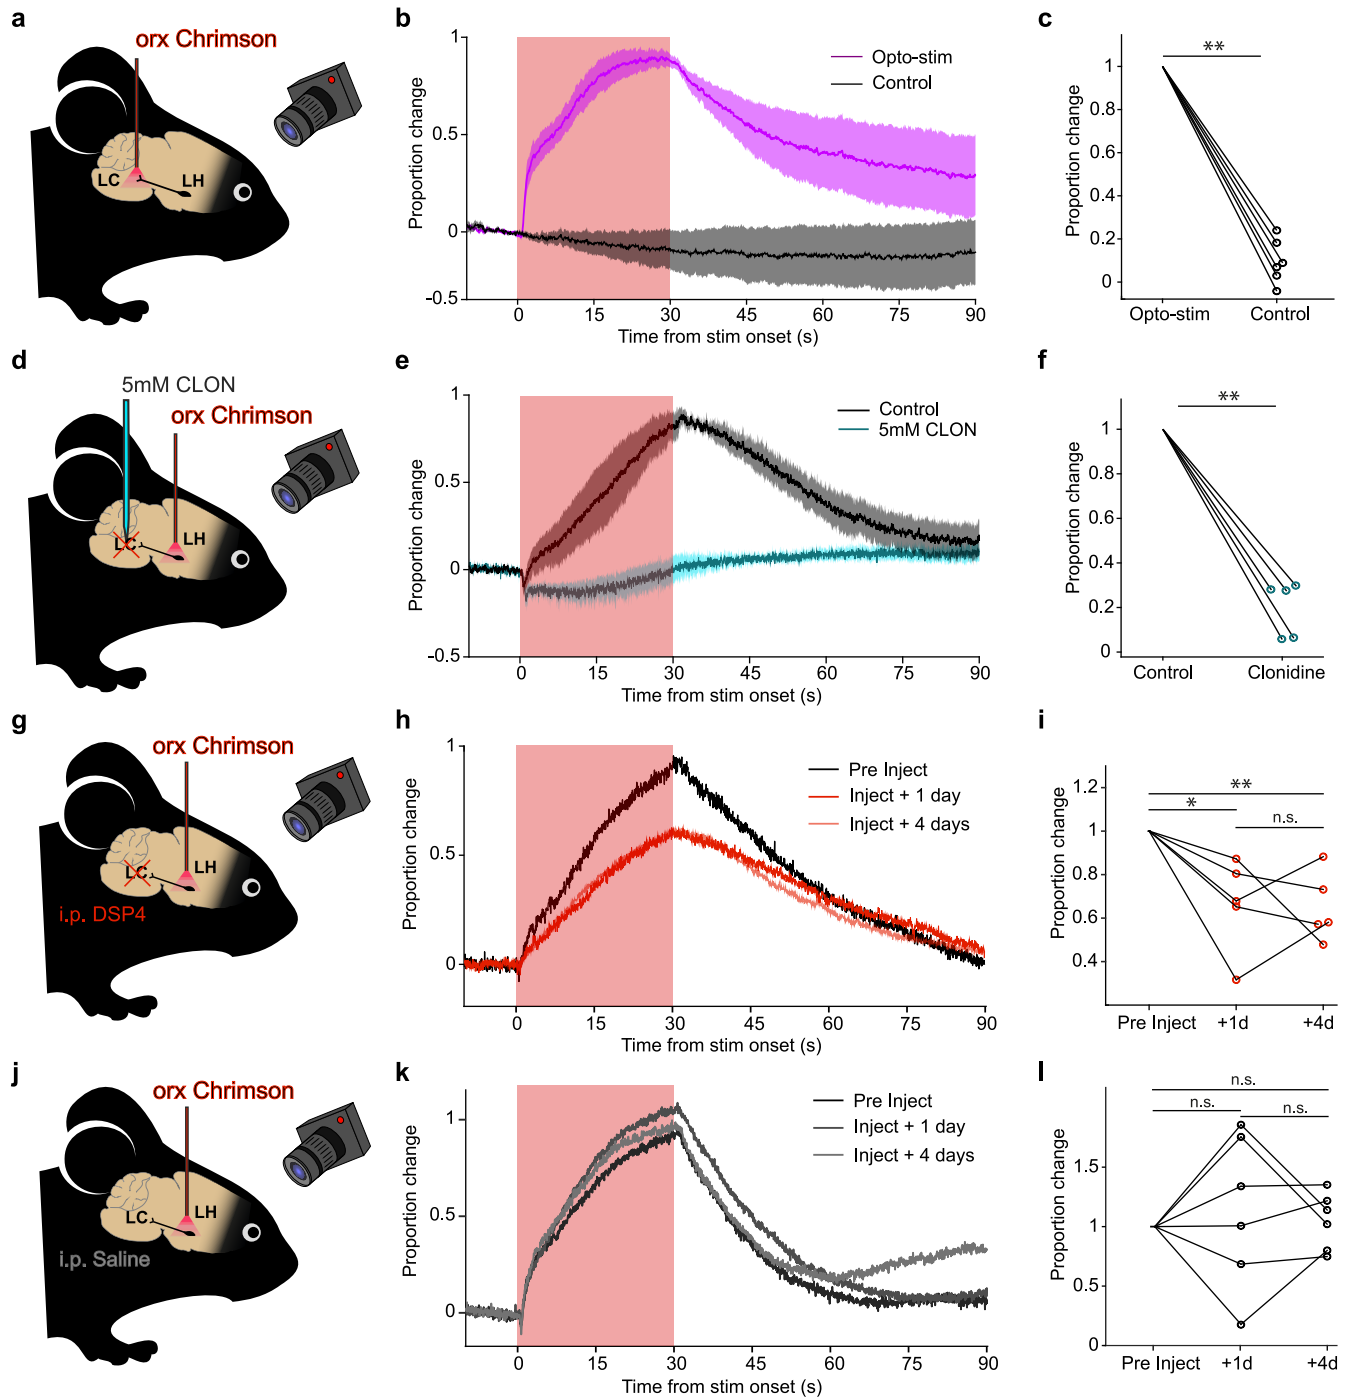 a
orx Chrimson
LC
LH
b
Proportion change
1
0.5
0
-0.5
Opto-stim
Control
0 15 30 45 60 75 90
Time from stim onset (s)
c
Proportion change
1
0.8
0.6
0.4
0.2
0
**
Opto-stim Control
d
5mM CLON
orx Chrimson
LC
LH
e
Proportion change
1
0.5
0
-0.5
Control
5mM CLON
0 15 30 45 60 75 90
Time from stim onset (s)
f
Proportion change
1
0.8
0.6
0.4
0.2
0
**
Control Clonidine
g
orx Chrimson
LC
LH
i.p. DSP4
h
Proportion change
1
0.5
0
Pre Inject
Inject + 1 day
Inject + 4 days
0 15 30 45 60 75 90
Time from stim onset (s)
i
Proportion change
1.2
1
0.8
0.6
0.4
**
*
n.s.
Pre Inject +1d +4d
j
orx Chrimson
LC
LH
i.p. Saline
k
Proportion change
1
0.5
0
Pre Inject
Inject + 1 day
Inject + 4 days
0 15 30 45 60 75 90
Time from stim onset (s)
l
Proportion change
1.5
1
0.5
0
n.s.
n.s. n.s.
Pre Inject +1d +4d